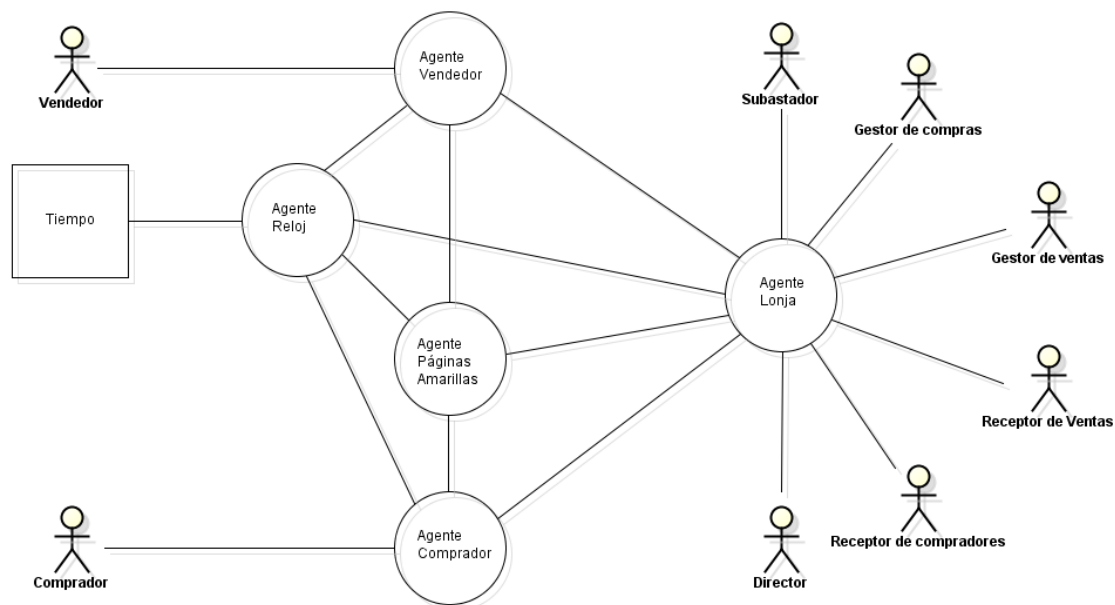 Agente
Vendedor
Vendedor
Subastador
Gestor de compras
Tiempo
Agente
Reloj
Gestor de ventas
Agente
Lonja
Agente
Páginas
Amarillas
Receptor de Ventas
Agente
Comprador
Receptor de compradores
Comprador
Director